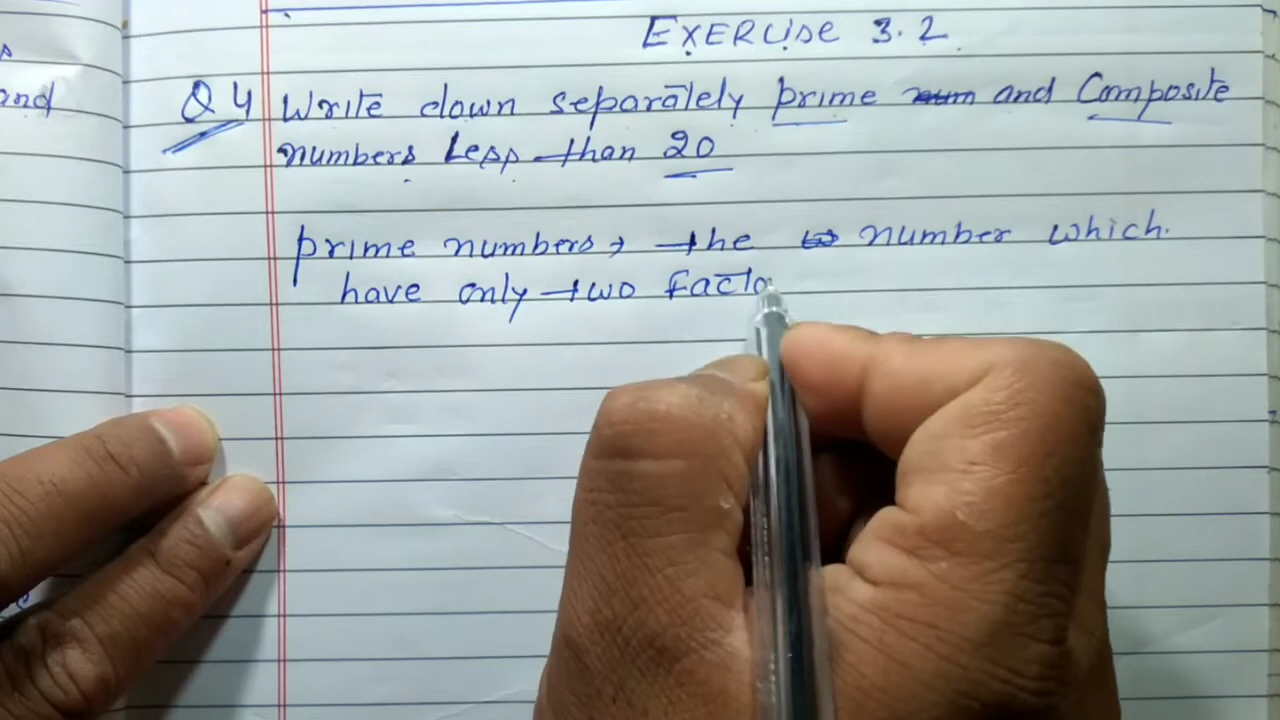 EXERCISE 3.2
Q4 Write down separately prime and Composite
numbers Less than 20
prime numbers, the number which
have only two facto
and